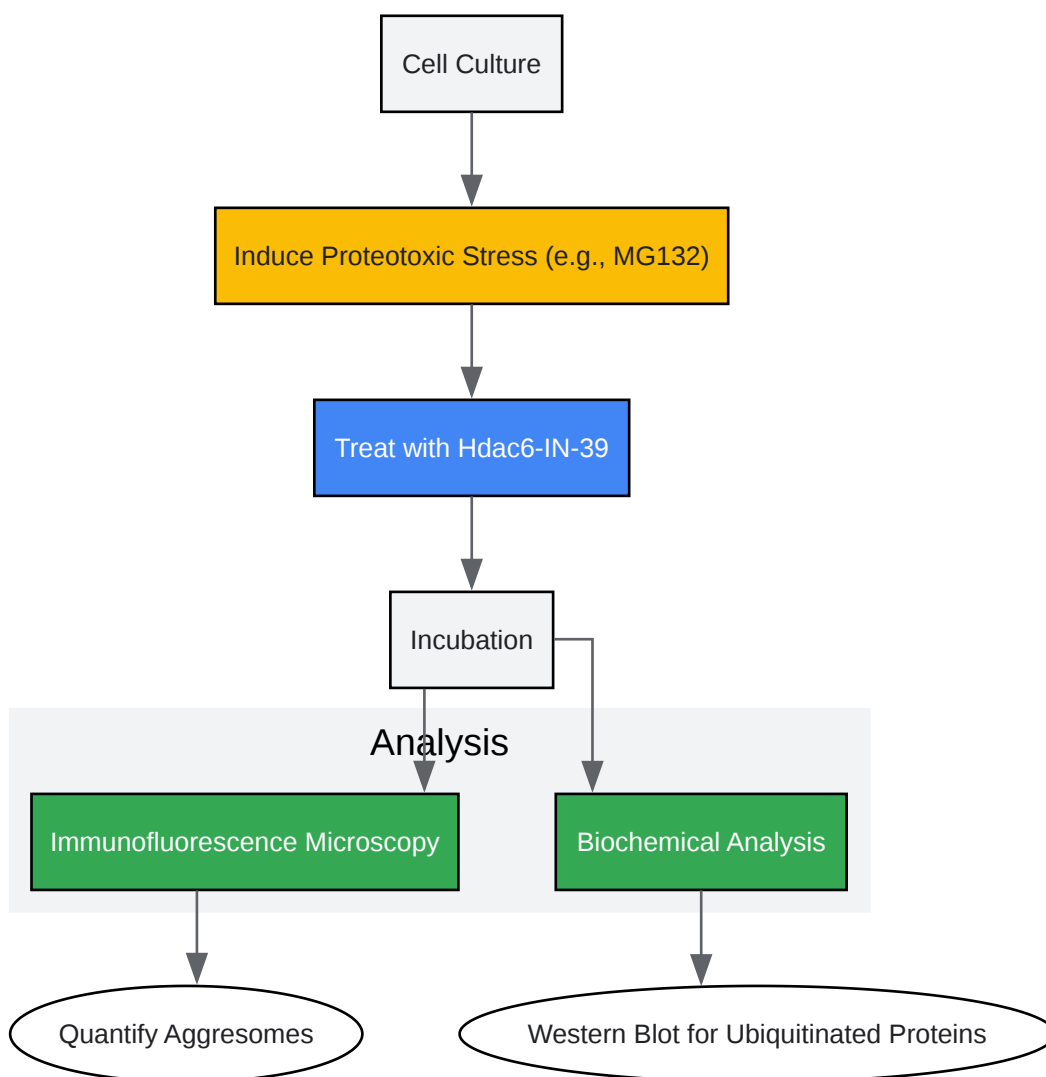 Cell Culture
Induce Proteotoxic Stress (e.g., MG132)
Treat with Hdac6-IN-39
Incubation
Analysis
Immunofluorescence Microscopy
Biochemical Analysis
Quantify Aggresomes
Western Blot for Ubiquitinated Proteins